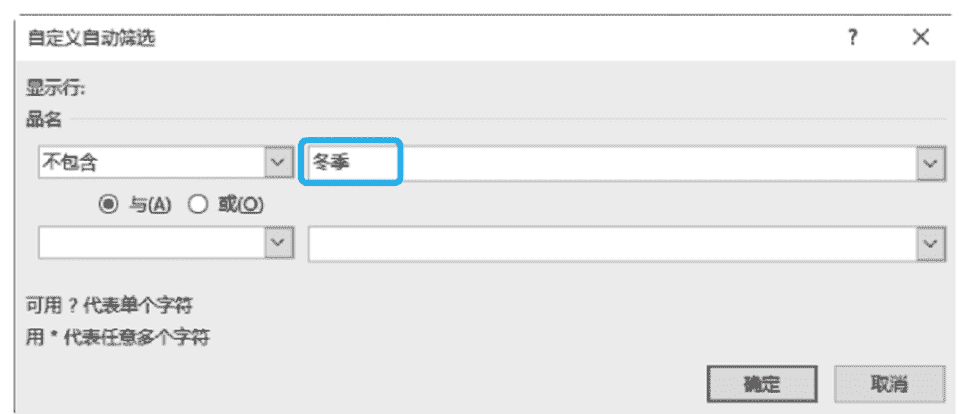 自定义自动筛选 ?
显示行:
品名
不包含 冬季
与(A) 或(O)
可用 ? 代表单个字符
用 * 代表任意多个字符
确定 取消